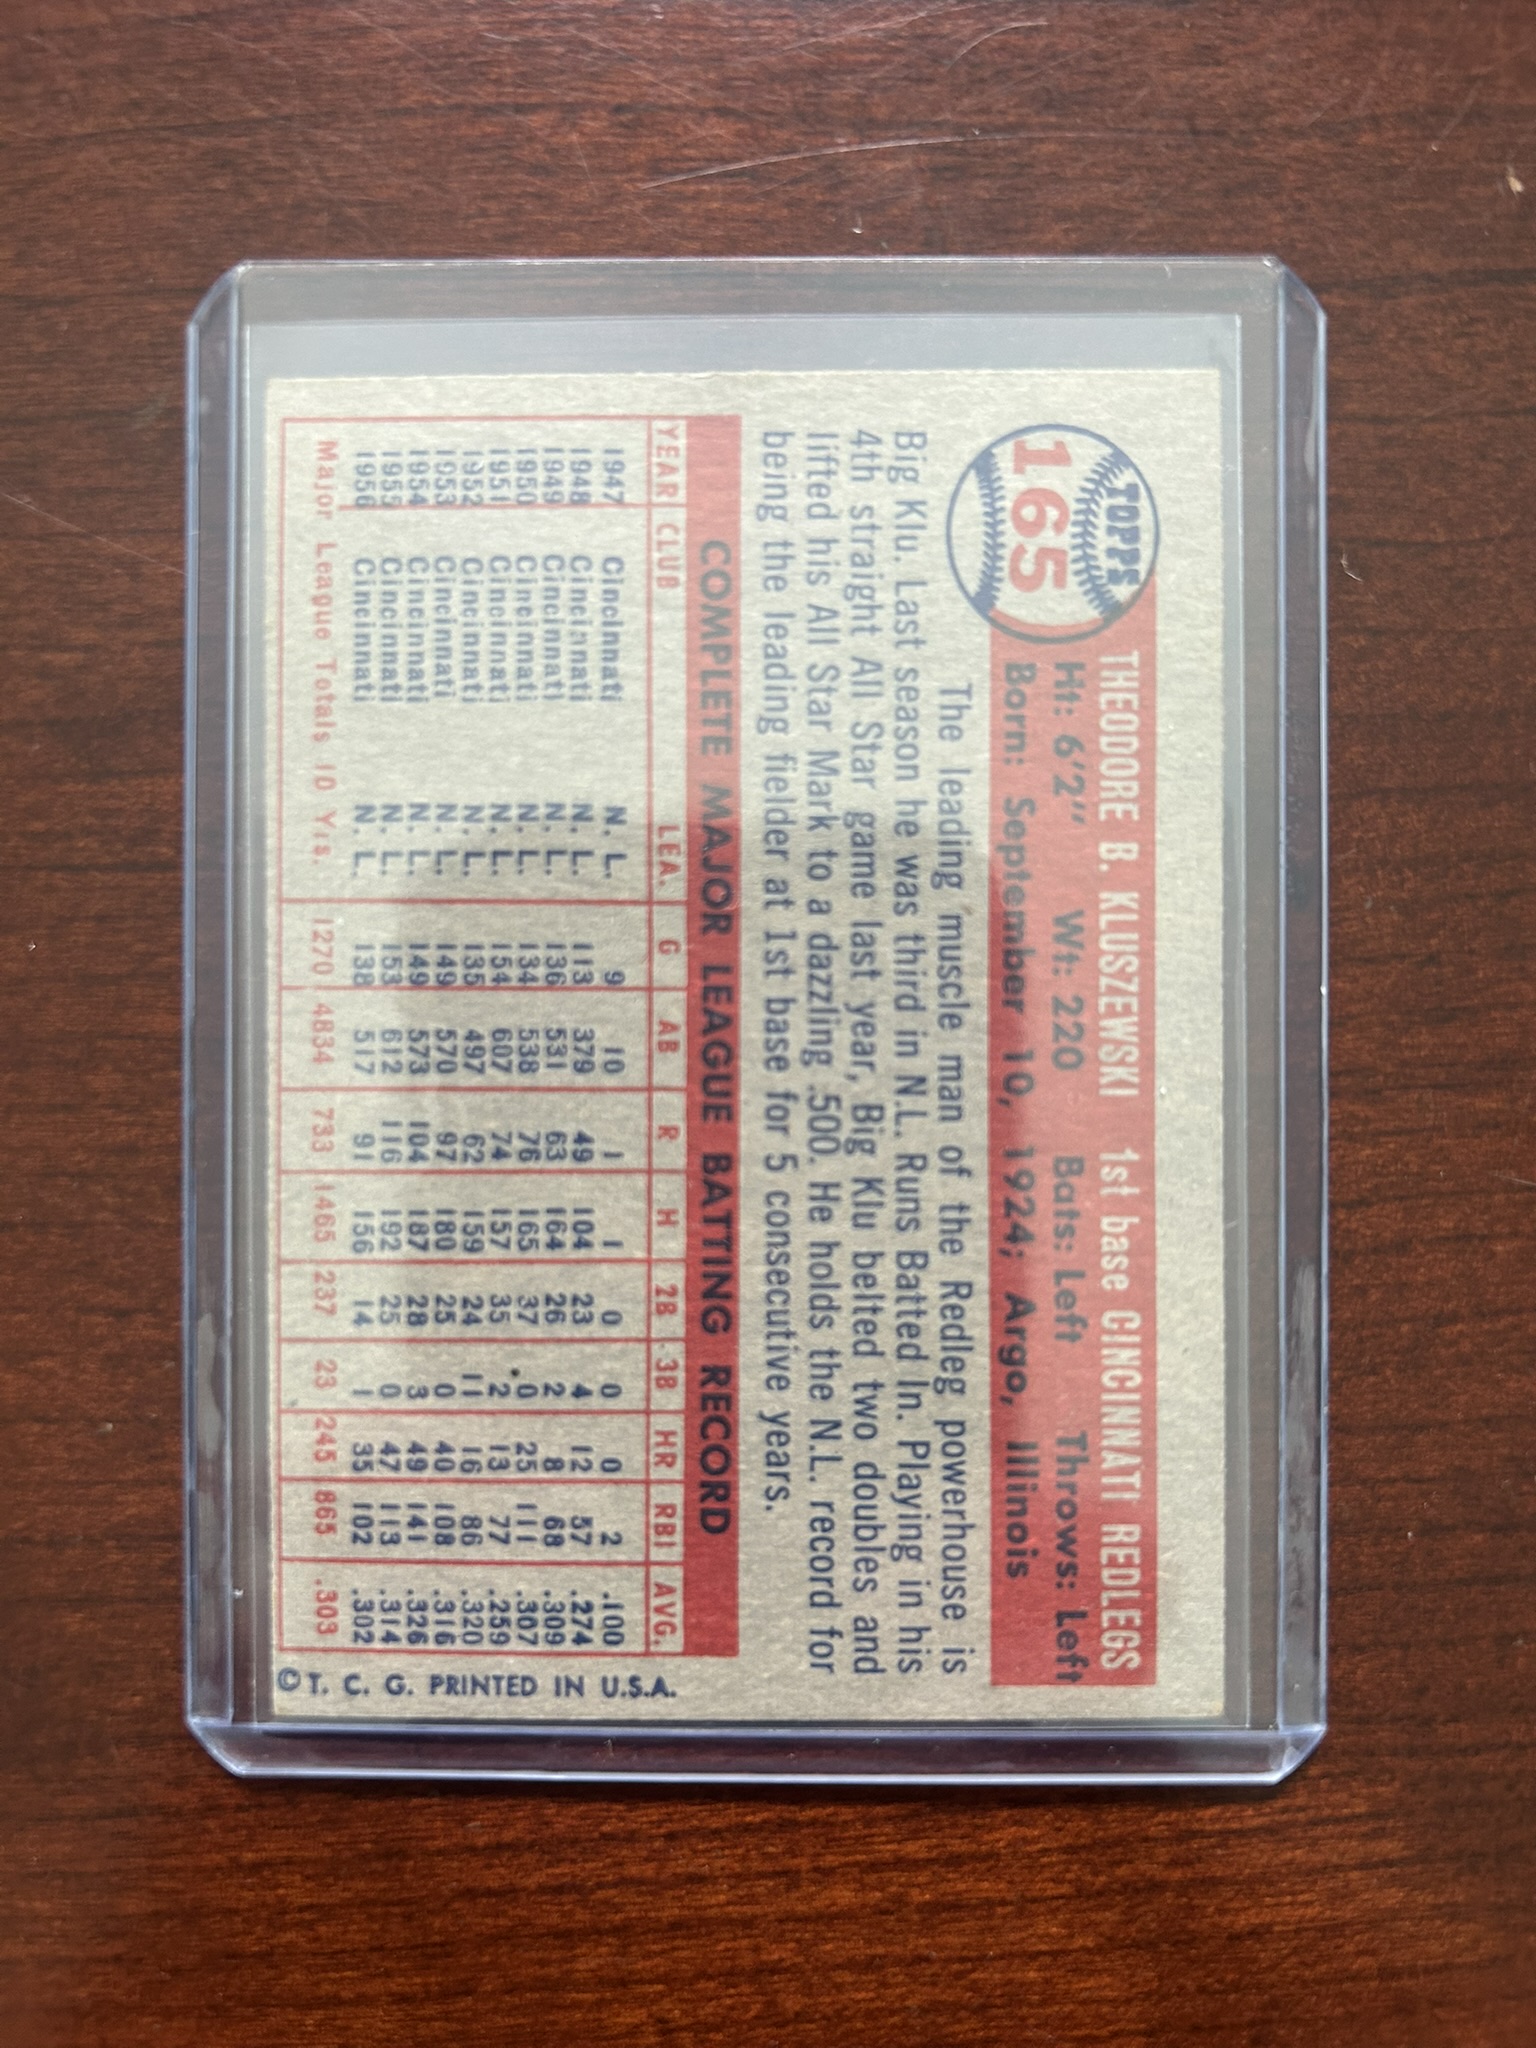 TOPPS
165
THEODORE B. KLUSZEWSKI 1st base CINCINNATI REDLEGS
Ht: 6'2" Wt: 220 Bats: Left Throws: Left
Born: September 10, 1924; Argo, Illinois
The leading muscle man of the Redleg powerhouse is
Big Klu. Last season he was third in N.L. Runs Batted In. Playing in his
4th straight All Star game last year, Big Klu belted two doubles and
lifted his All Star Mark to a dazzling .500. He holds the N.L. record for
being the leading fielder at 1st base for 5 consecutive years.
COMPLETE MAJOR LEAGUE BATTING RECORD
YEAR CLUB LEA. G AB R H 2B 3B HR RBI AVG.
1947 Cincinnati N. L. 9 10 1 1 0 0 0 2 .100
1948 Cincinnati N. L. 113 379 49 104 23 4 12 57 .274
1949 Cincinnati N. L. 136 531 63 164 26 2 8 68 .309
1950 Cincinnati N. L. 134 538 76 165 37 0 25 111 .307
1951 Cincinnati N. L. 154 607 74 157 35 2 13 77 .259
1952 Cincinnati N. L. 135 497 62 159 24 11 16 86 .320
1953 Cincinnati N. L. 149 570 97 180 25 0 40 108 .316
1954 Cincinnati N. L. 149 573 104 187 28 3 49 141 .326
1955 Cincinnati N. L. 153 612 116 192 25 0 47 113 .314
1956 Cincinnati N. L. 138 517 91 156 14 1 35 102 .302
Major League Totals 10 Yrs. 1270 4834 733 1465 237 23 245 865 .303
© T. C. G. PRINTED IN U.S.A.